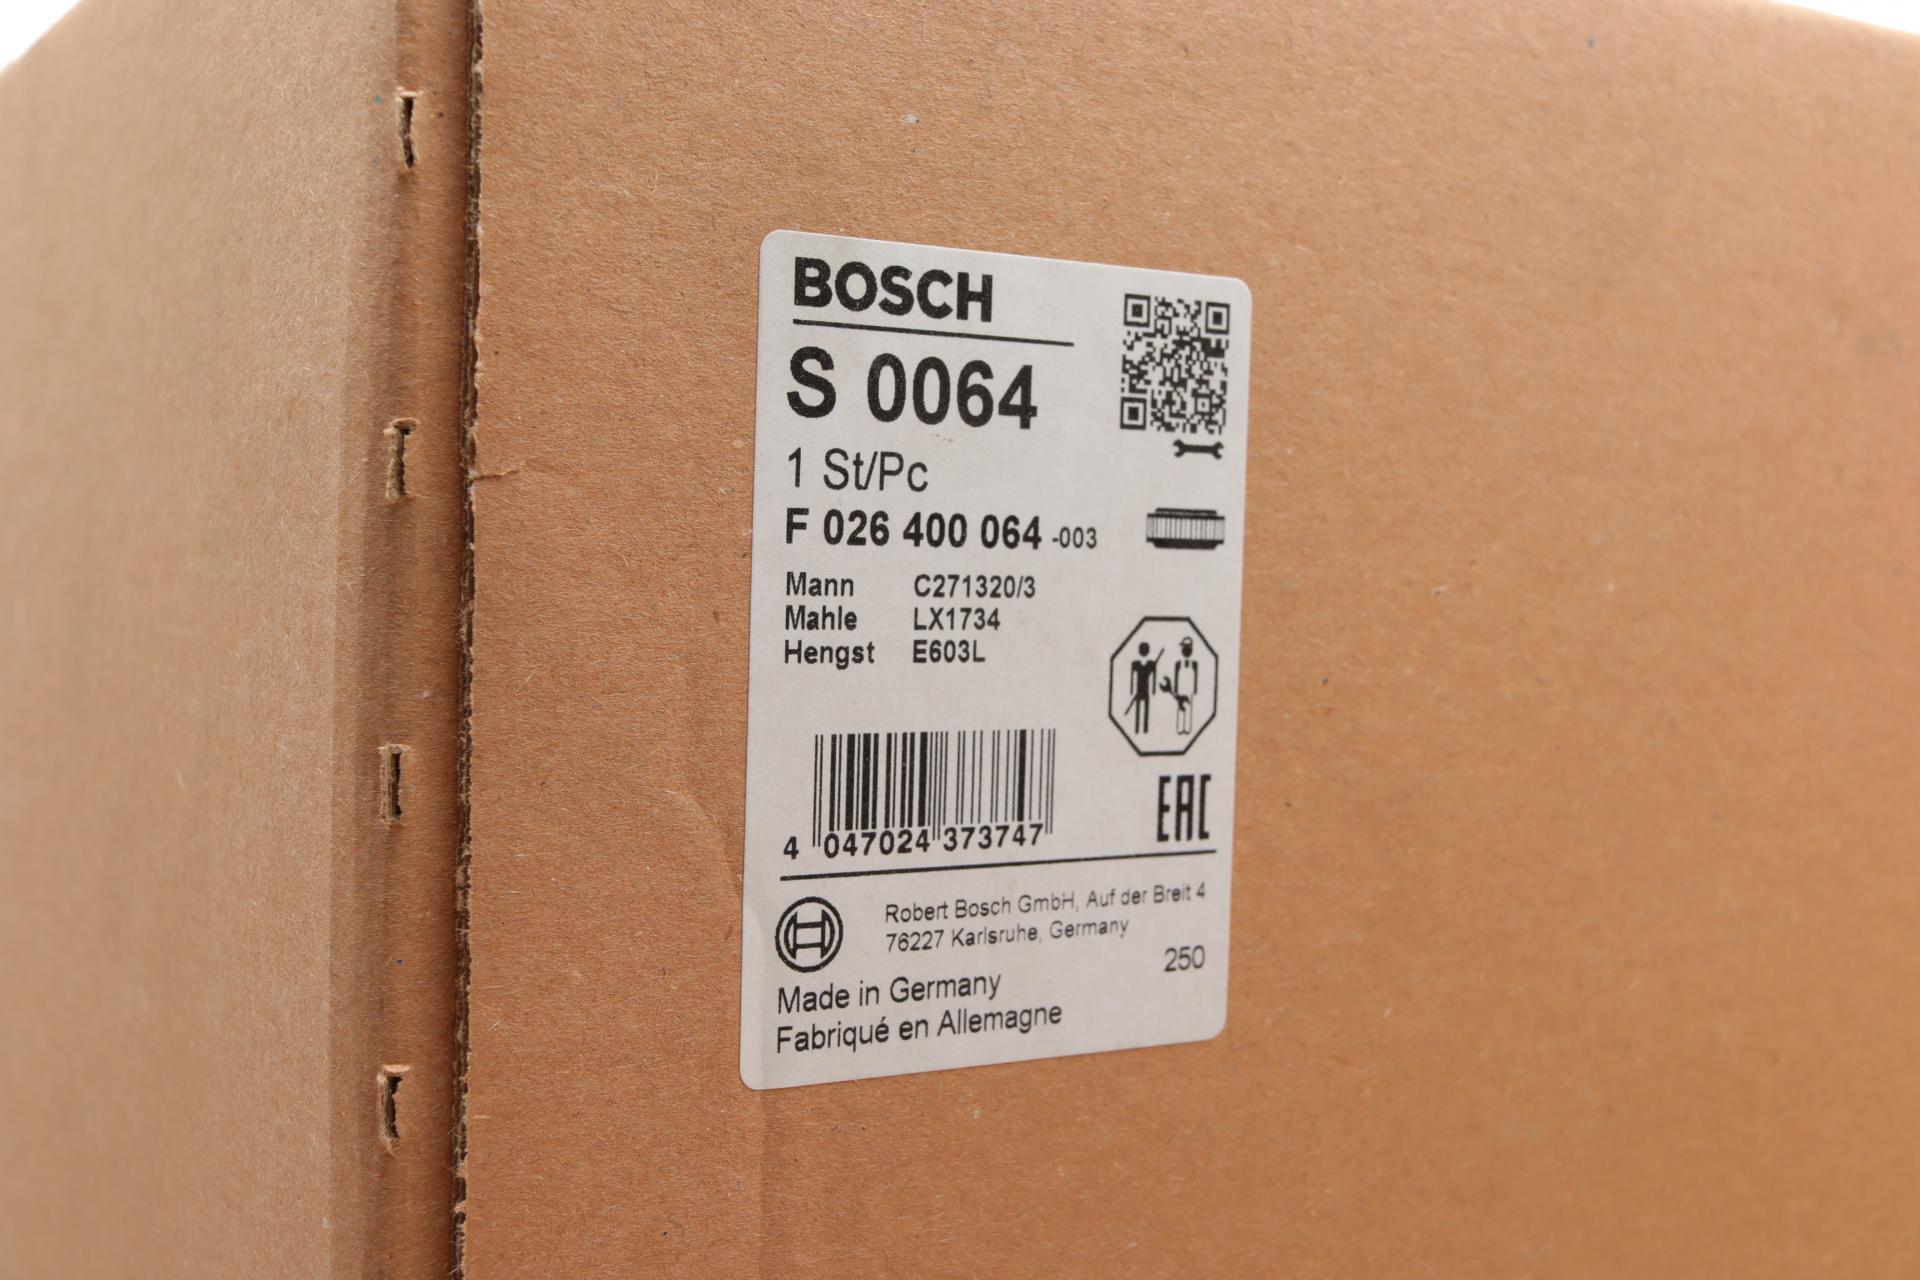 BOSCH
S 0064
1 St/Pc
F 026 400 064 -003
Mann C271320/3
Mahle LX1734
Hengst E603L
4 047024 373747
EAC
Robert Bosch GmbH, Auf der Breit 4
76227 Karlsruhe, Germany
250
Made in Germany
Fabriqué en Allemagne